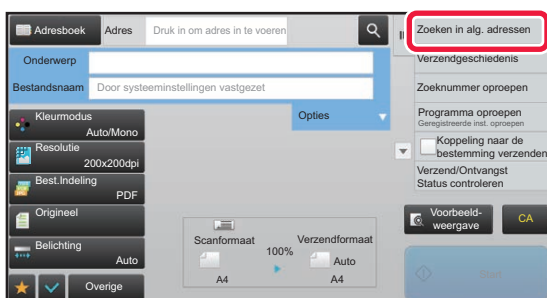 Adresboek
Adres
Druk in om adres in te voeren
Onderwerp
Bestandsnaam
Door systeeminstellingen vastgezet
Opties
Kleurmodus
Auto/Mono
Resolutie
200x200dpi
Best.Indeling
PDF
Origineel
Belichting
Auto
Overige
Scanformaat
A4
100%
Verzendformaat
Auto
A4
Zoeken in alg. adressen
Verzendgeschiedenis
Zoeknummer oproepen
Programma oproepen
Geregistreerde inst. oproepen
Koppeling naar de
bestemming verzenden
Verzend/Ontvangst
Status controleren
Voorbeeld-
weergave
CA
Start